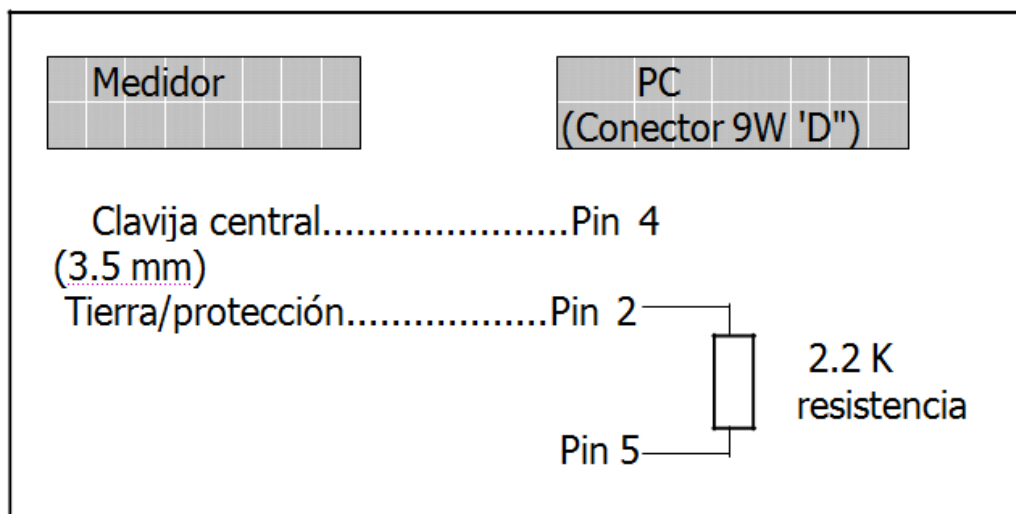 Medidor
PC
(Conector 9W 'D")
Clavija central......................Pin 4
(3.5 mm)
Tierra/protección..................Pin 2
2.2 K
resistencia
Pin 5